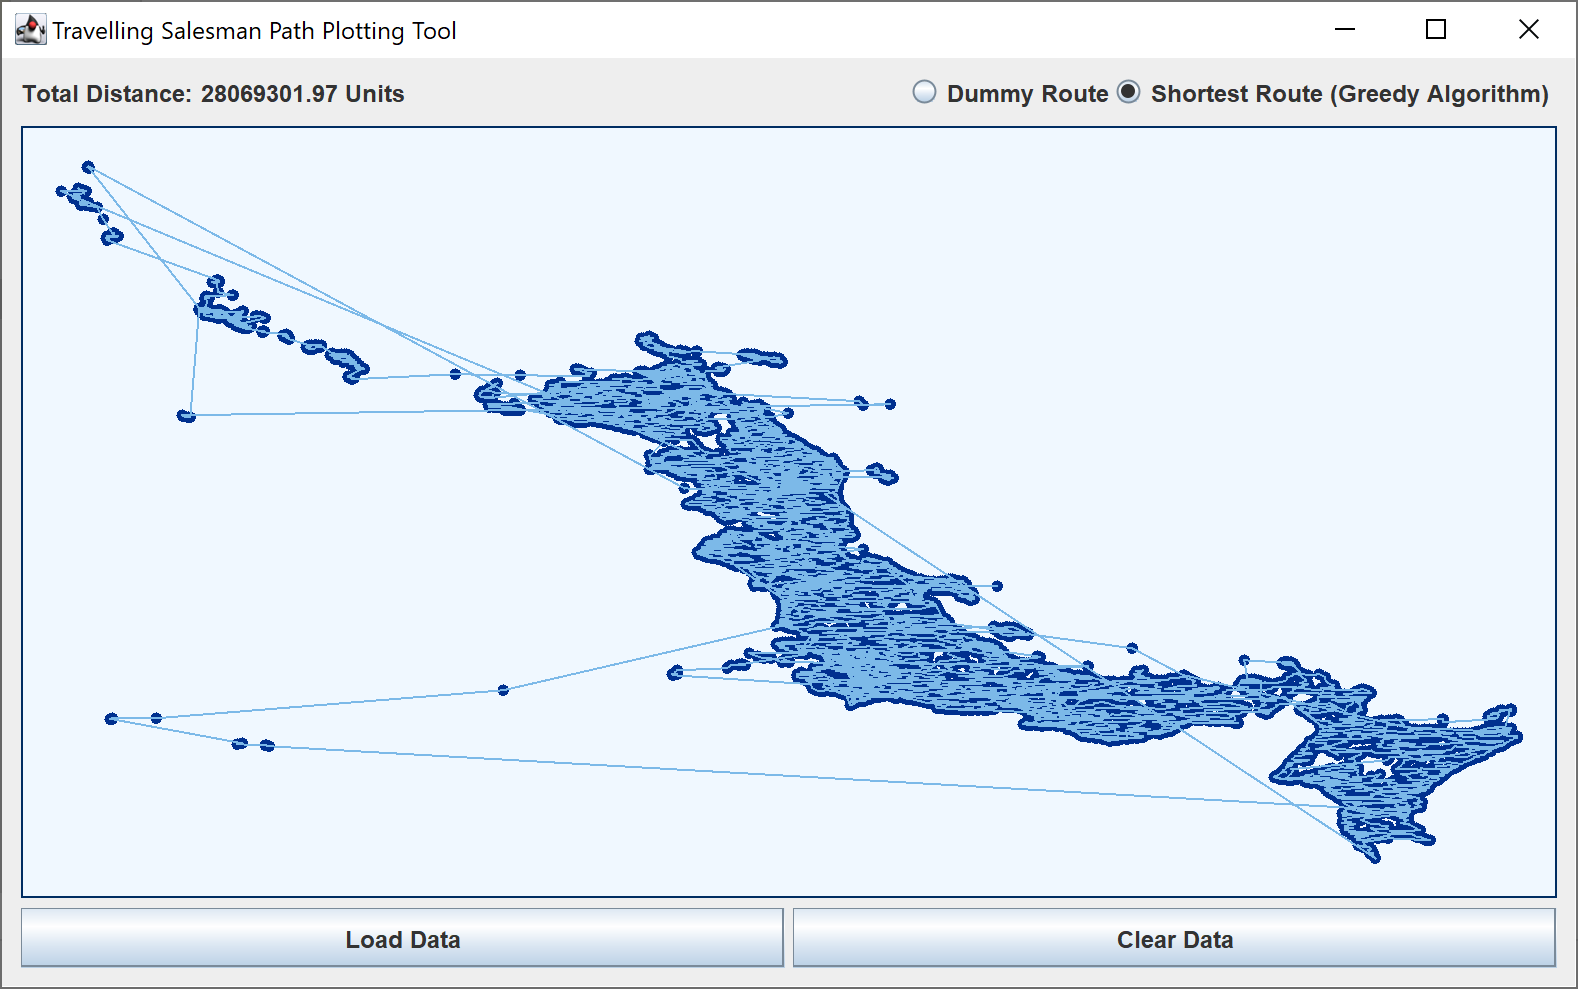 Travelling Salesman Path Plotting Tool
Total Distance: 28069301.97 Units
Dummy Route
Shortest Route (Greedy Algorithm)
Load Data
Clear Data